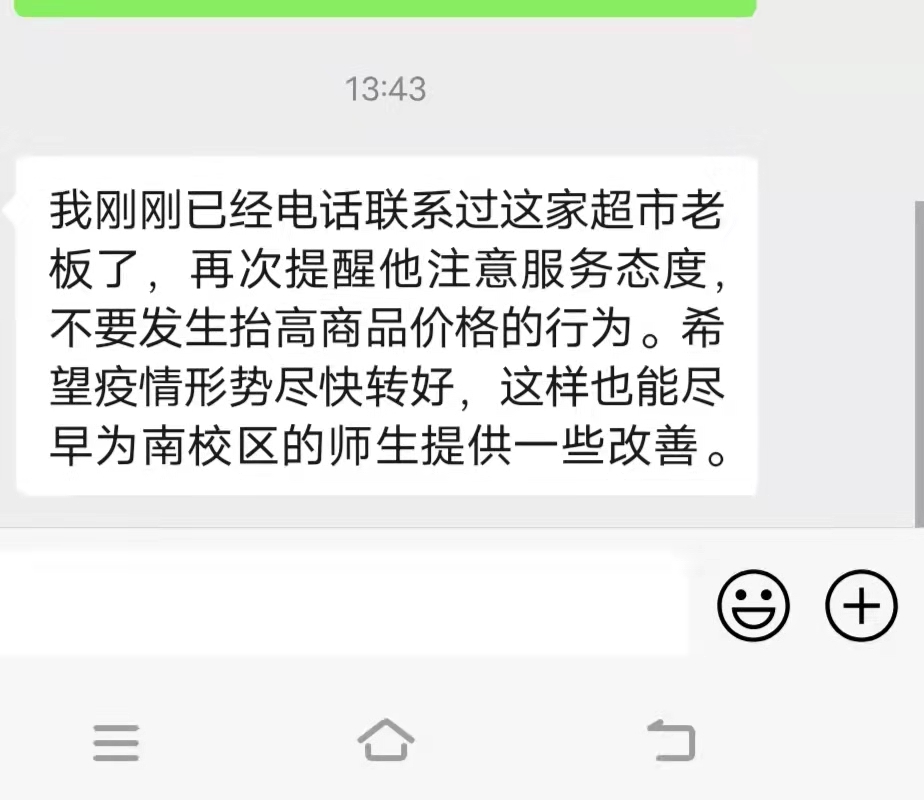 13:43
我刚刚已经电话联系过这家超市老
板了，再次提醒他注意服务态度，
不要发生抬高商品价格的行为。希
望疫情形势尽快转好，这样也能尽
早为南校区的师生提供一些改善。